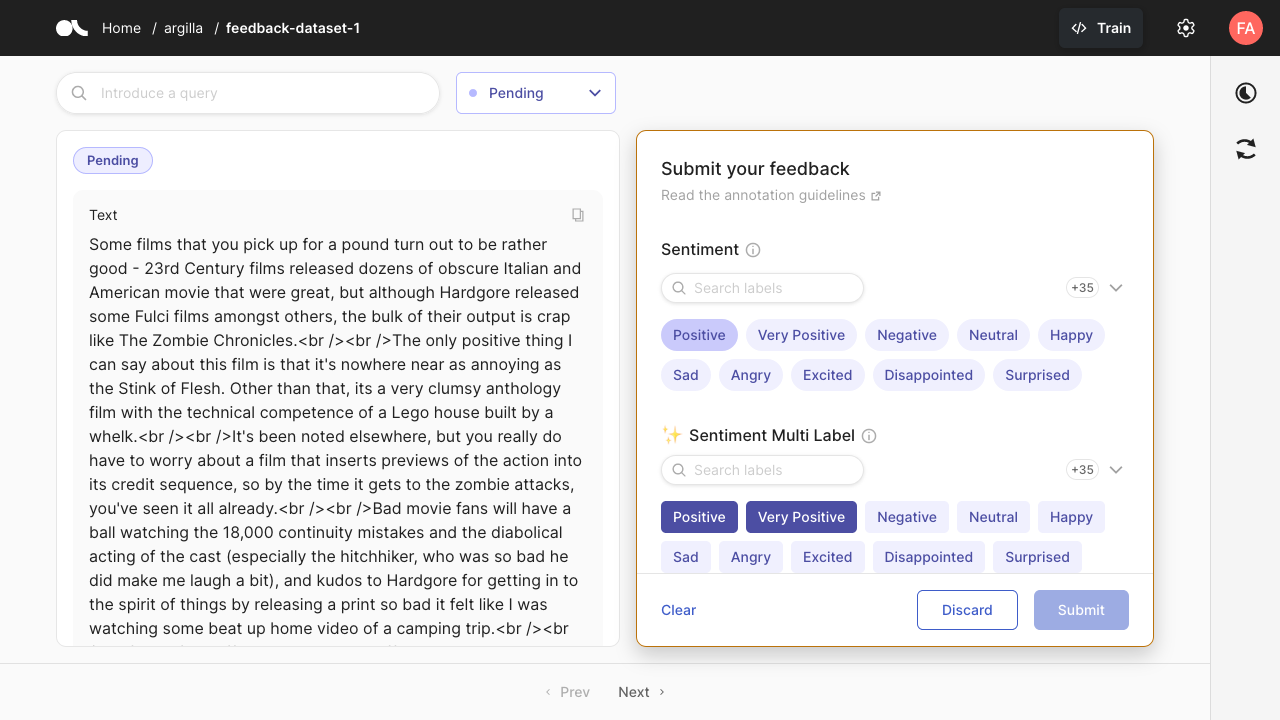 Home / argilla / feedback-dataset-1
Train
FA
Introduce a query
Pending
Pending
Text
Some films that you pick up for a pound turn out to be rather
good - 23rd Century films released dozens of obscure Italian and
American movie that were great, but although Hardgore released
some Fulci films amongst others, the bulk of their output is crap
like The Zombie Chronicles.<br /><br />The only positive thing I
can say about this film is that it's nowhere near as annoying as
the Stink of Flesh. Other than that, its a very clumsy anthology
film with the technical competence of a Lego house built by a
whelk.<br /><br />It's been noted elsewhere, but you really do
have to worry about a film that inserts previews of the action into
its credit sequence, so by the time it gets to the zombie attacks,
you've seen it all already.<br /><br />Bad movie fans will have a
ball watching the 18,000 continuity mistakes and the diabolical
acting of the cast (especially the hitchhiker, who was so bad he
did make me laugh a bit), and kudos to Hardgore for getting in to
the spirit of things by releasing a print so bad it felt like I was
watching some beat up home video of a camping trip.<br /><br
Submit your feedback
Read the annotation guidelines
Sentiment
Search labels
+35
Positive Very Positive Negative Neutral Happy
Sad Angry Excited Disappointed Surprised
✨ Sentiment Multi Label
Search labels
+35
Positive Very Positive Negative Neutral Happy
Sad Angry Excited Disappointed Surprised
Clear
Discard
Submit
‹ Prev
Next ›